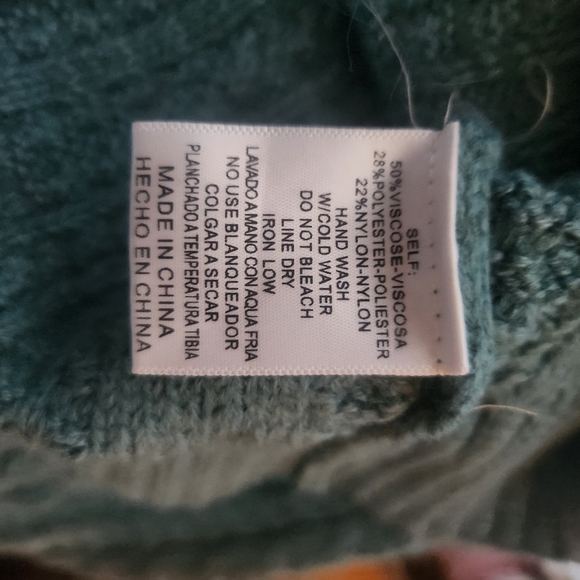 SELF:
50%VISCOSE-VISCOSA
28%POLYESTER-POLIESTER
22%NYLON-NYLON
HAND WASH
W/COLD WATER
DO NOT BLEACH
LINE DRY
IRON LOW
LAVADO A MANO CON AQUA FRIA
NO USE BLANQUEADOR
COLGAR A SECAR
PLANCHADO A TEMPERATURA TIBIA
MADE IN CHINA
HECHO EN CHINA